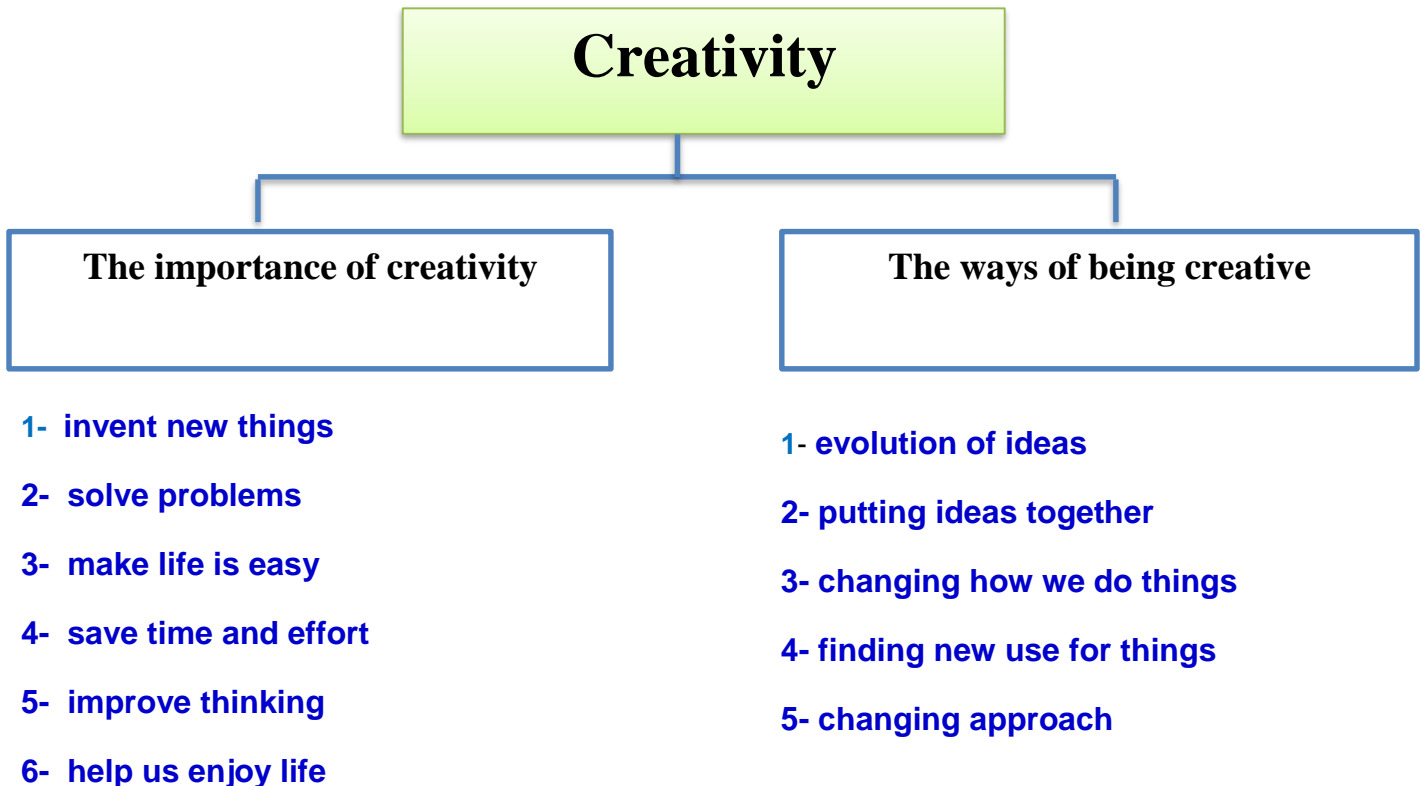 Creativity
The importance of creativity
1- invent new things
2- solve problems
3- make life is easy
4- save time and effort
5- improve thinking
6- help us enjoy life
The ways of being creative
1- evolution of ideas
2- putting ideas together
3- changing how we do things
4- finding new use for things
5- changing approach